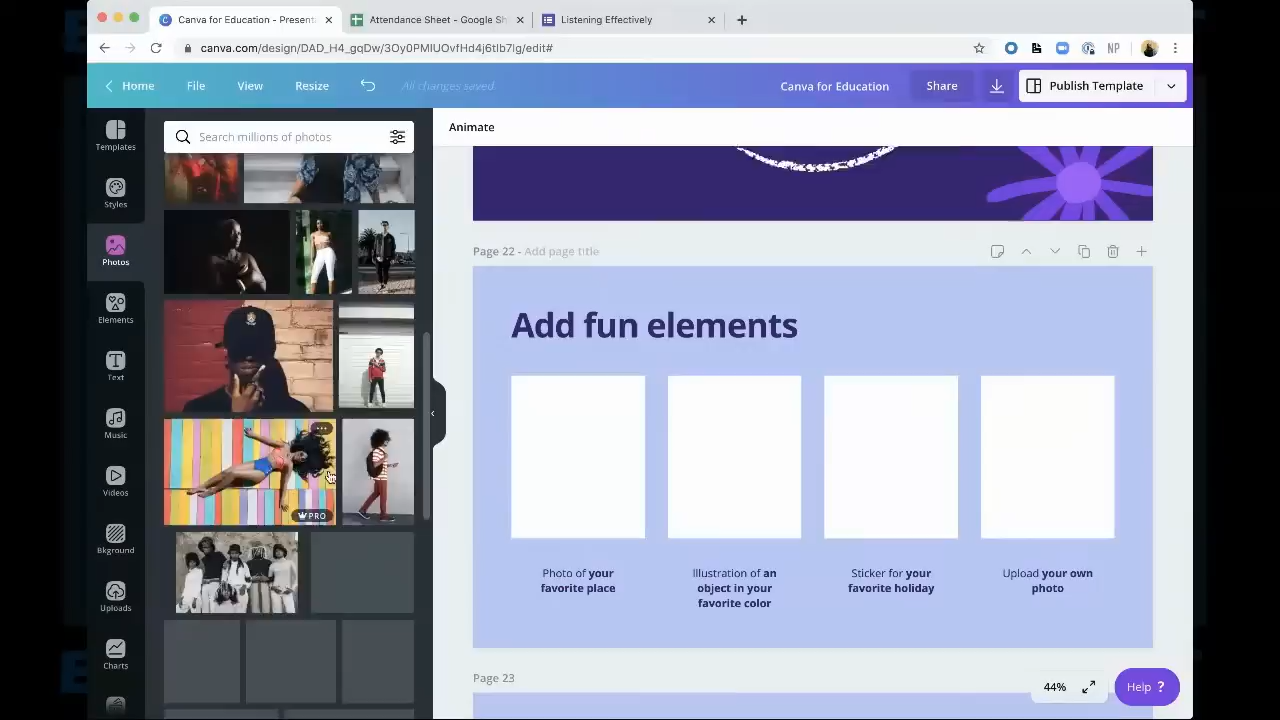 Canva for Education - Present
Attendance Sheet - Google Sh
Listening Effectively
canva.com/design/DAD_H4_gqDw/3Oy0PMIUOvfHd4j6tIb7lg/edit#
NP
Home
File
View
Resize
All changes saved
Canva for Education
Share
Publish Template
Templates
Styles
Photos
Elements
Text
Music
Videos
Bkground
Uploads
Charts
Search millions of photos
PRO
Animate
Page 22 - Add page title
Add fun elements
Photo of your
favorite place
Illustration of an
object in your
favorite color
Sticker for your
favorite holiday
Upload your own
photo
Page 23
44%
Help ?